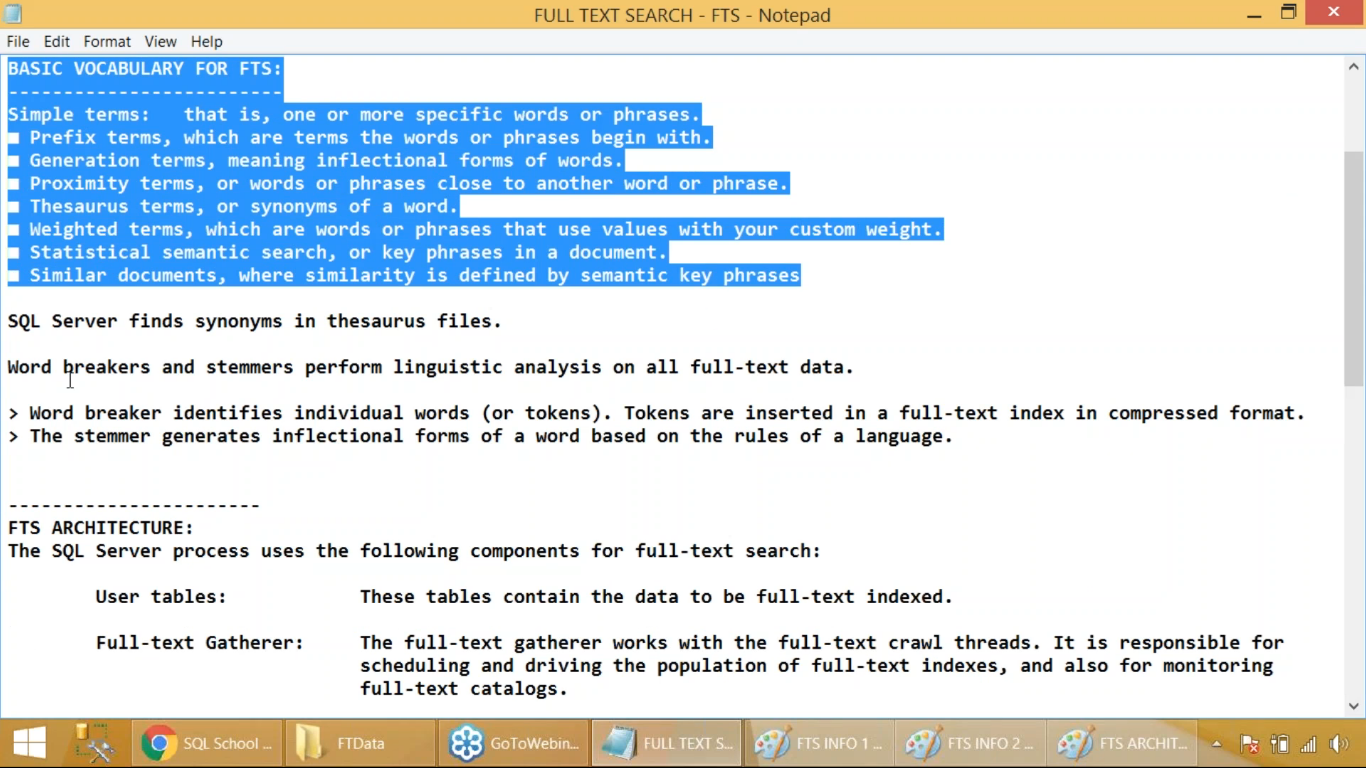 FULL TEXT SEARCH - FTS - Notepad
File Edit Format View Help
BASIC VOCABULARY FOR FTS:
-------------------------
Simple terms:   that is, one or more specific words or phrases.
■ Prefix terms, which are terms the words or phrases begin with.
■ Generation terms, meaning inflectional forms of words.
■ Proximity terms, or words or phrases close to another word or phrase.
■ Thesaurus terms, or synonyms of a word.
■ Weighted terms, which are words or phrases that use values with your custom weight.
■ Statistical semantic search, or key phrases in a document.
■ Similar documents, where similarity is defined by semantic key phrases
SQL Server finds synonyms in thesaurus files.
Word breakers and stemmers perform linguistic analysis on all full-text data.
> Word breaker identifies individual words (or tokens). Tokens are inserted in a full-text index in compressed format.
> The stemmer generates inflectional forms of a word based on the rules of a language.
-----------------------
FTS ARCHITECTURE:
The SQL Server process uses the following components for full-text search:
User tables:            These tables contain the data to be full-text indexed.
Full-text Gatherer:     The full-text gatherer works with the full-text crawl threads. It is responsible for
scheduling and driving the population of full-text indexes, and also for monitoring
full-text catalogs.
SQL School ... FTData GoToWebin... FULL TEXT S... FTS INFO 1 ... FTS INFO 2 ... FTS ARCHIT...